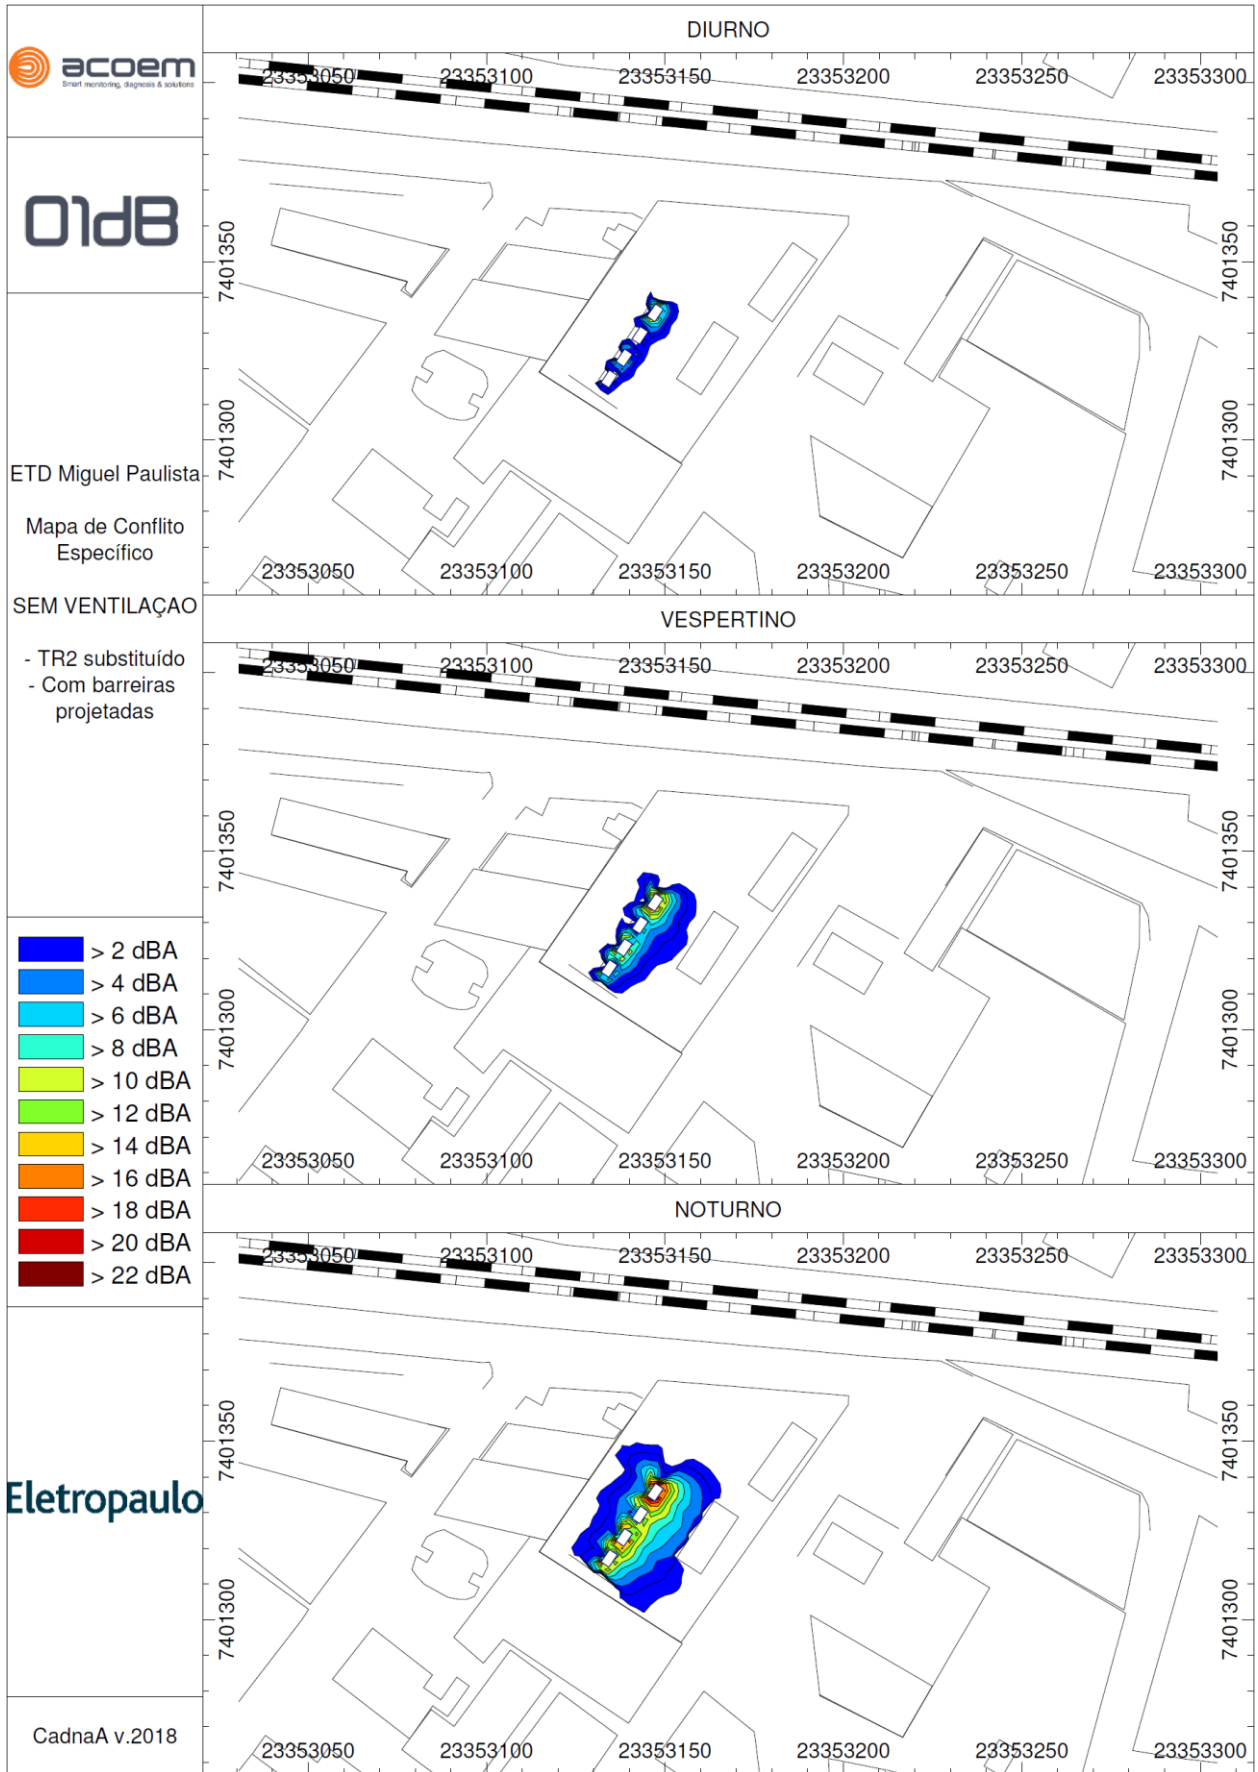 acoem
Smart monitoring, diagnosis & solutions
01dB
ETD Miguel Paulista
Mapa de Conflito
Específico
SEM VENTILAÇAO
- TR2 substituído
- Com barreiras
projetadas
> 2 dBA
> 4 dBA
> 6 dBA
> 8 dBA
> 10 dBA
> 12 dBA
> 14 dBA
> 16 dBA
> 18 dBA
> 20 dBA
> 22 dBA
Eletropaulo
CadnaA v.2018
DIURNO
23353050 23353100 23353150 23353200 23353250 23353300
7401350 7401350
7401300 7401300
23353050 23353100 23353150 23353200 23353250 23353300
VESPERTINO
23353050 23353100 23353150 23353200 23353250 23353300
7401350 7401350
7401300 7401300
23353050 23353100 23353150 23353200 23353250 23353300
NOTURNO
23353050 23353100 23353150 23353200 23353250 23353300
7401350 7401350
7401300 7401300
23353050 23353100 23353150 23353200 23353250 23353300